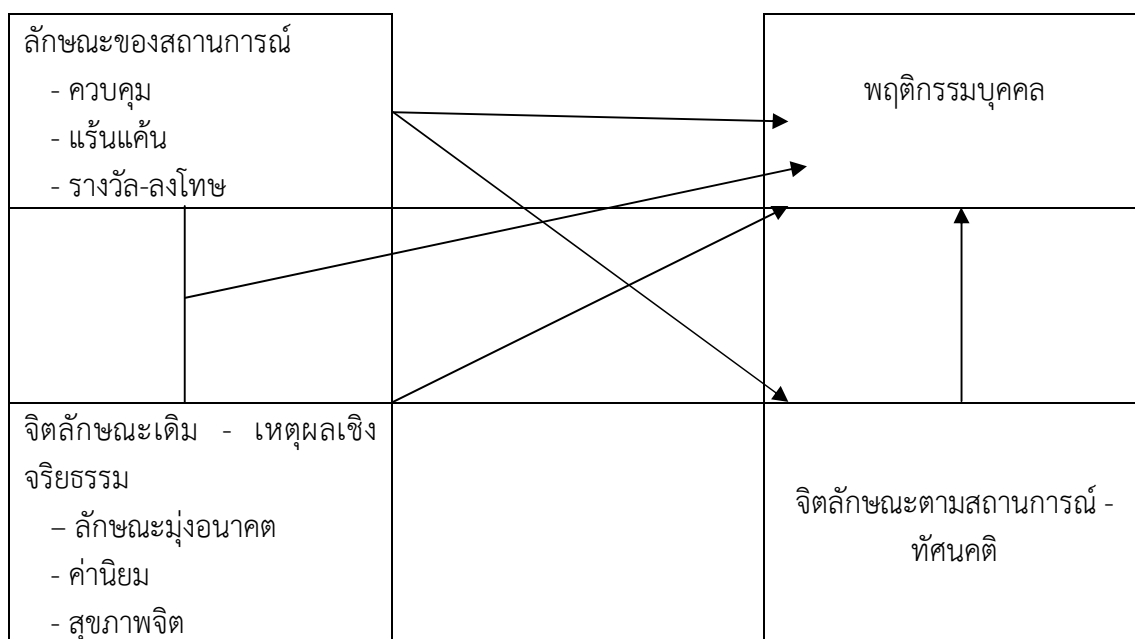 ลักษณะของสถานการณ์
- ควบคุม
- แร้นแค้น
- รางวัล-ลงโทษ
พฤติกรรมบุคคล
จิตลักษณะเดิม - เหตุผลเชิง
จริยธรรม
– ลักษณะมุ่งอนาคต
- ค่านิยม
- สุขภาพจิต
จิตลักษณะตามสถานการณ์ -
ทัศนคติ